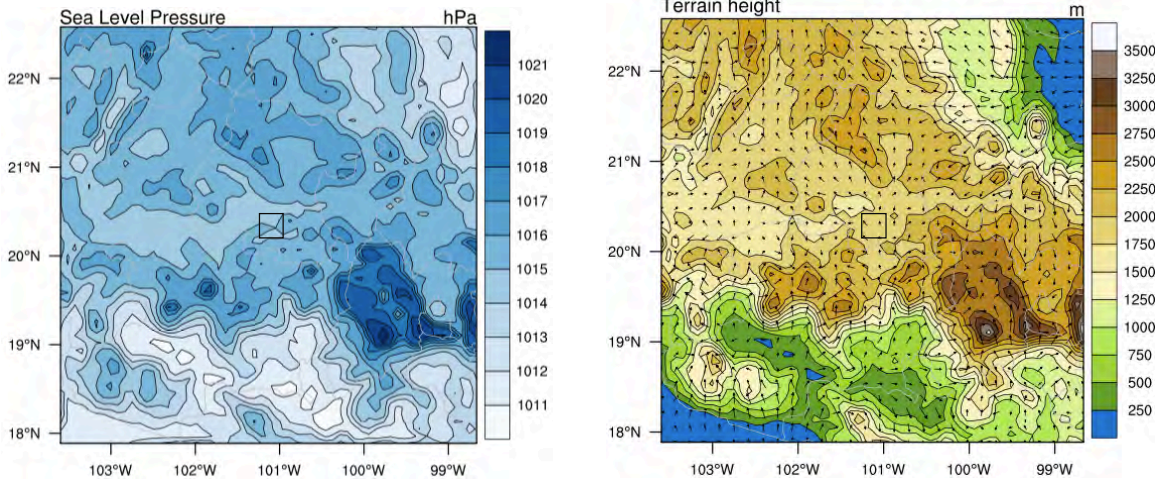 Sea Level Pressure hPa
22°N
21°N
20°N
19°N
18°N
103°W 102°W 101°W 100°W 99°W
1021
1020
1019
1018
1017
1016
1015
1014
1013
1012
1011
Terrain height m
22°N
21°N
20°N
19°N
18°N
103°W 102°W 101°W 100°W 99°W
3500
3250
3000
2750
2500
2250
2000
1750
1500
1250
1000
750
500
250